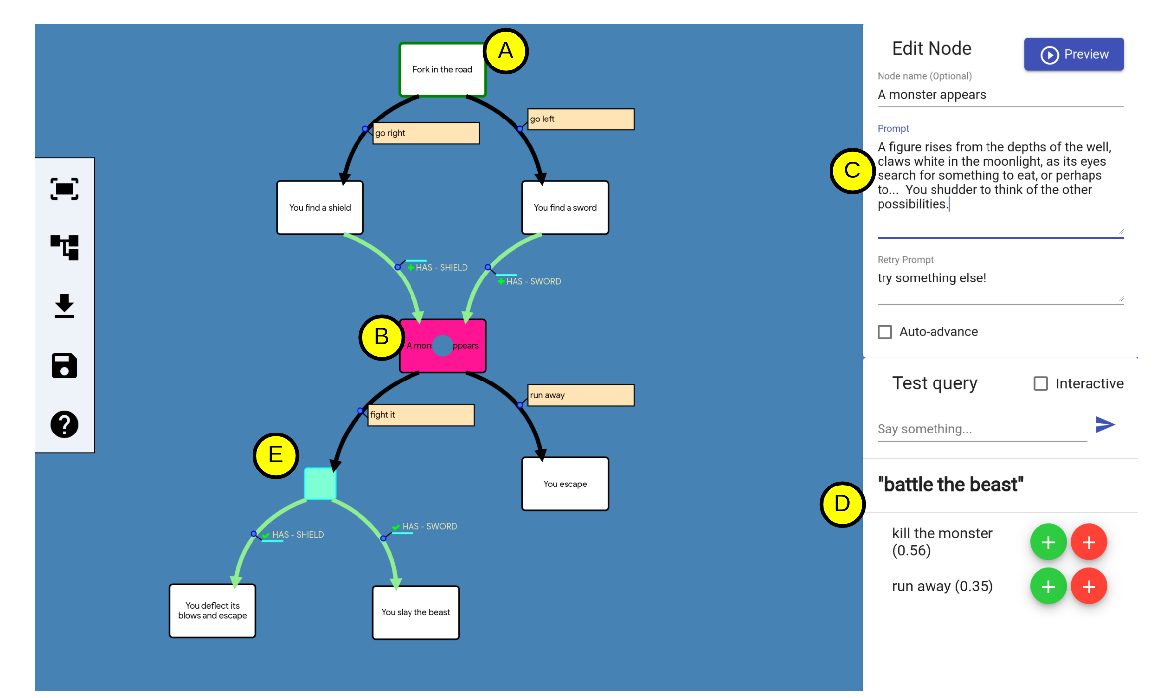 A
Fork in the road
go right
go left
You find a shield
You find a sword
HAS - SHIELD
HAS - SWORD
B
A mon ppears
fight it
run away
E
You escape
HAS - SHIELD
HAS - SWORD
You deflect its
blows and escape
You slay the beast
Edit Node
Preview
Node name (Optional)
A monster appears
Prompt
C
A figure rises from the depths of the well,
claws white in the moonlight, as its eyes
search for something to eat, or perhaps
to... You shudder to think of the other
possibilities.
Retry Prompt
try something else!
Auto-advance
Test query
Interactive
Say something...
D
"battle the beast"
kill the monster
(0.56)
run away (0.35)